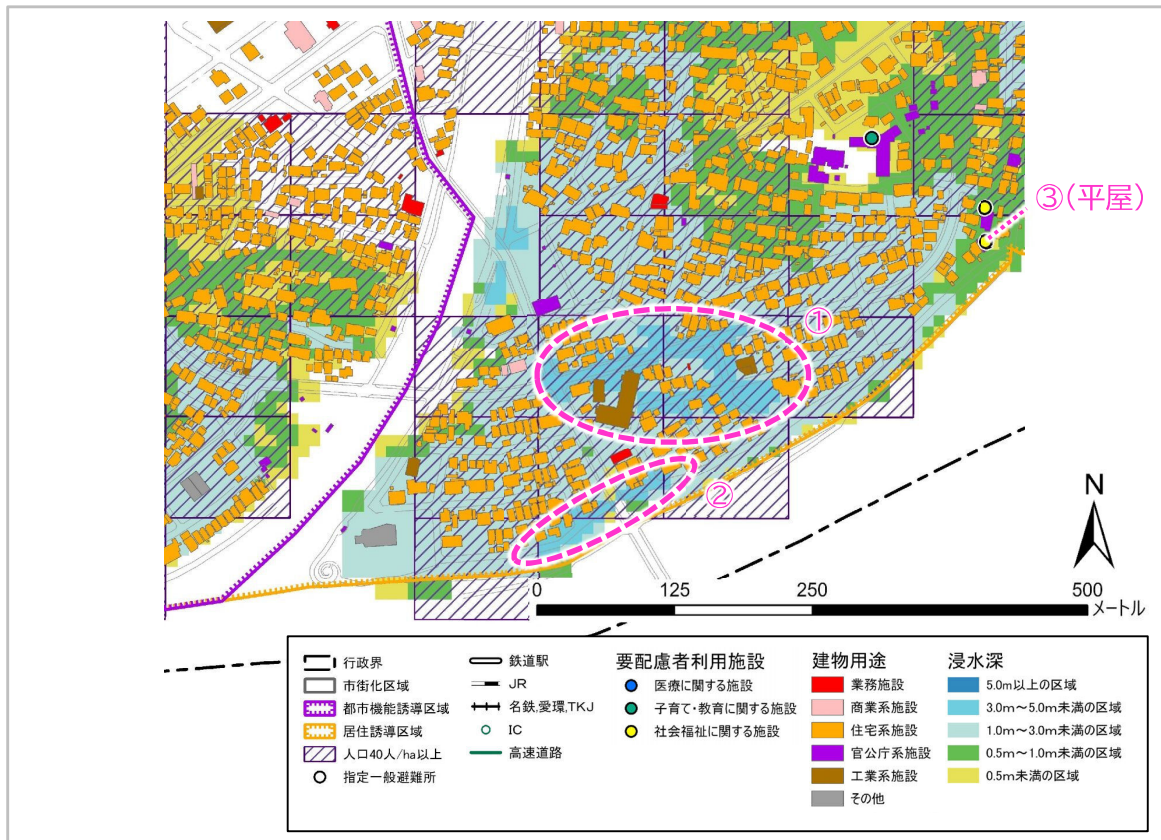 ③(平屋)
①
②
N
0 125 250 500
メートル
行政界
市街化区域
都市機能誘導区域
居住誘導区域
人口40人/ha以上
指定一般避難所
鉄道駅
JR
名鉄,愛環,TKJ
IC
高速道路
要配慮者利用施設
医療に関する施設
子育て・教育に関する施設
社会福祉に関する施設
建物用途
業務施設
商業系施設
住宅系施設
官公庁系施設
工業系施設
その他
浸水深
5.0m以上の区域
3.0m～5.0m未満の区域
1.0m～3.0m未満の区域
0.5m～1.0m未満の区域
0.5m未満の区域